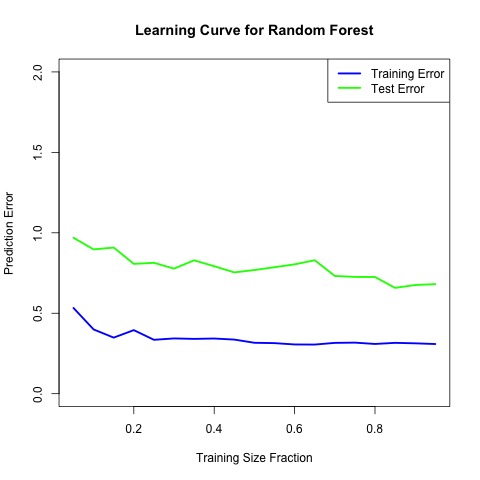 Learning Curve for Random Forest
Training Error
Test Error
Prediction Error
2.0
1.5
1.0
0.5
0.0
0.2 0.4 0.6 0.8
Training Size Fraction